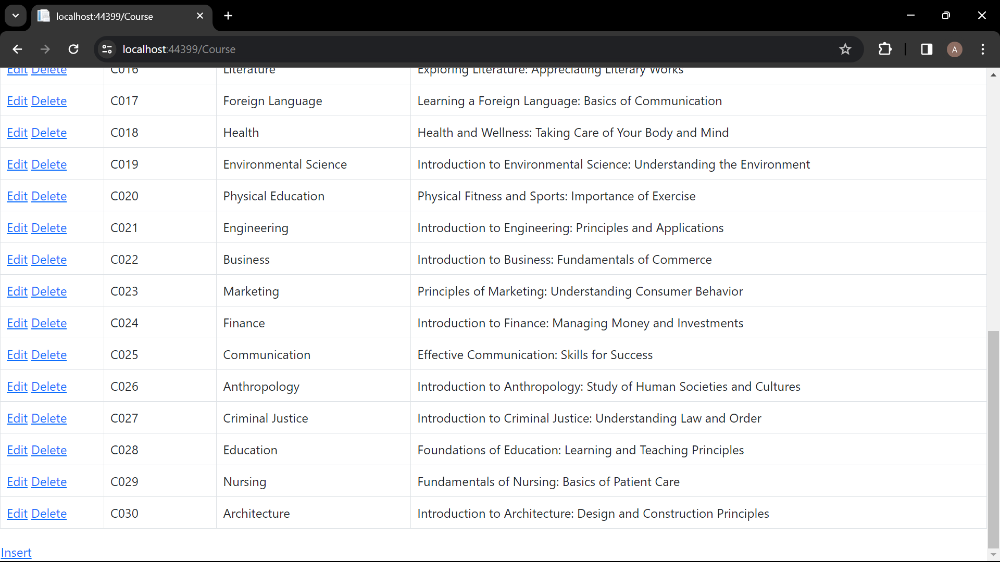 localhost:44399/Course
localhost:44399/Course
A
Edit Delete C016 Literature Exploring Literature: Appreciating Literary Works
Edit Delete C017 Foreign Language Learning a Foreign Language: Basics of Communication
Edit Delete C018 Health Health and Wellness: Taking Care of Your Body and Mind
Edit Delete C019 Environmental Science Introduction to Environmental Science: Understanding the Environment
Edit Delete C020 Physical Education Physical Fitness and Sports: Importance of Exercise
Edit Delete C021 Engineering Introduction to Engineering: Principles and Applications
Edit Delete C022 Business Introduction to Business: Fundamentals of Commerce
Edit Delete C023 Marketing Principles of Marketing: Understanding Consumer Behavior
Edit Delete C024 Finance Introduction to Finance: Managing Money and Investments
Edit Delete C025 Communication Effective Communication: Skills for Success
Edit Delete C026 Anthropology Introduction to Anthropology: Study of Human Societies and Cultures
Edit Delete C027 Criminal Justice Introduction to Criminal Justice: Understanding Law and Order
Edit Delete C028 Education Foundations of Education: Learning and Teaching Principles
Edit Delete C029 Nursing Fundamentals of Nursing: Basics of Patient Care
Edit Delete C030 Architecture Introduction to Architecture: Design and Construction Principles
Insert